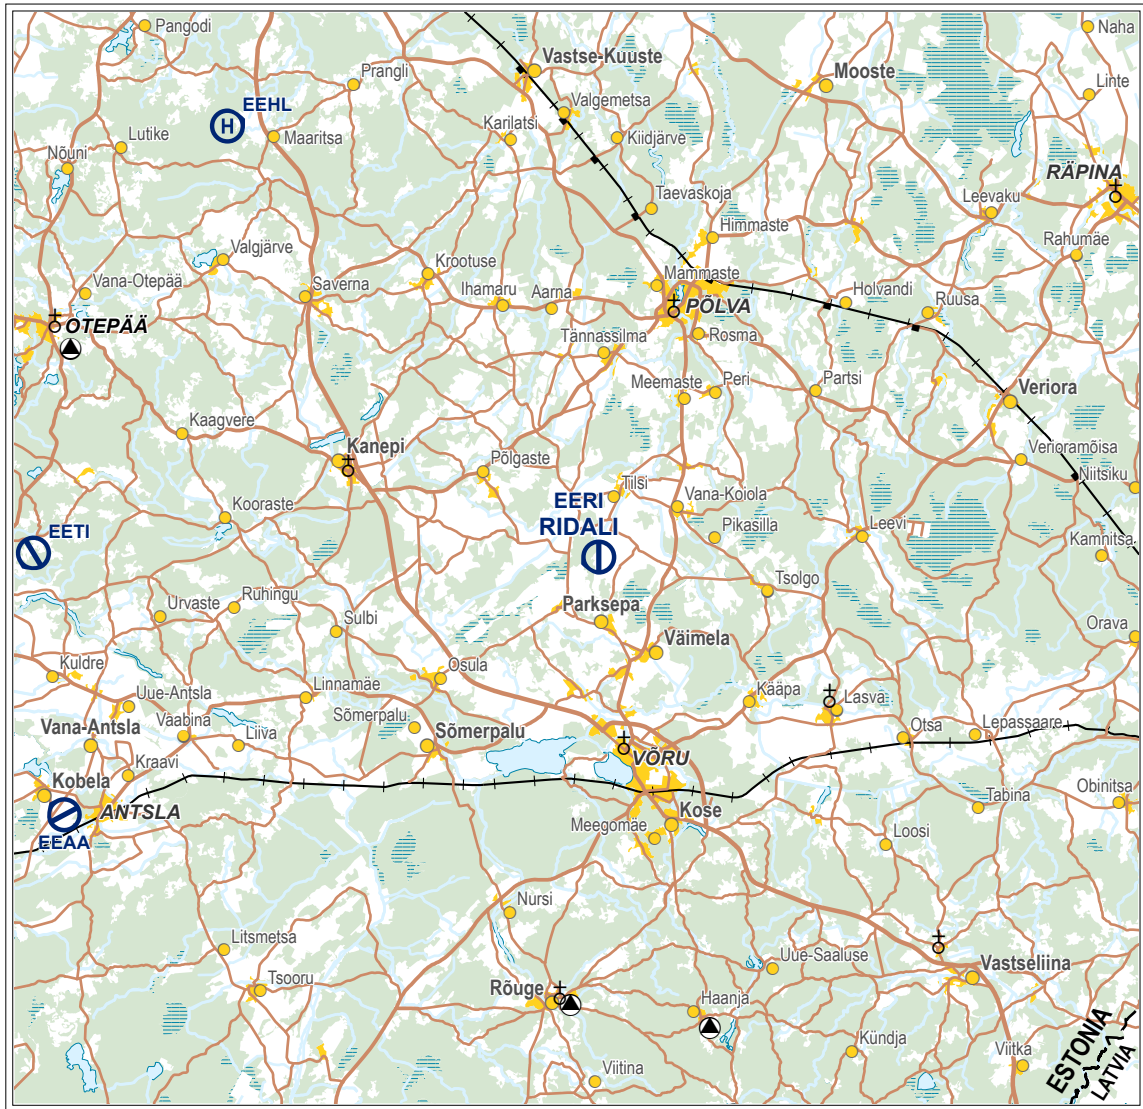 Pangodi
Naha
Vastse-Kuuste
Prangli
Mooste
Linte
EEHL
H
Valgemetsa
Maaritsa
Karilatsi
Kiidjärve
Lutike
Nõuni
RÄPINA
Taevaskoja
Leevaku
Himmaste
Rahumäe
Valgjärve
Krootuse
Mammaste
Vana-Otepää
Saverna
Ihamaru
Aarna
Holvandi
Ruusa
PÕLVA
OTEPÄÄ
Tännassilma
Rosma
Meemaste
Peri
Partsi
Veriora
Kaagvere
Kanepi
Verioramõisa
Põlgaste
Niitsiku
Tilsi
Vana-Koiola
EERI
RIDALI
Kooraste
Pikasilla
Leevi
EETI
Kamnitsa
Tsolgo
Ruhingu
Parksepa
Urvaste
Sulbi
Orava
Väimela
Kuldre
Osula
Linnamäe
Kääpa
Lasva
Uue-Antsla
Vana-Antsla
Vaabina
Liiva
Sõmerpalu
Sõmerpalu
Otsa
Lepassaare
Kraavi
VÕRU
Kobela
Obinitsa
ANTSLA
Tabina
Kose
Meegomäe
Loosi
EEAA
Nursi
Litsmetsa
Uue-Saaluse
Tsooru
Vastseliina
Rõuge
Haanja
Kündja
Viitka
Viitina
ESTONIA
LATVIA